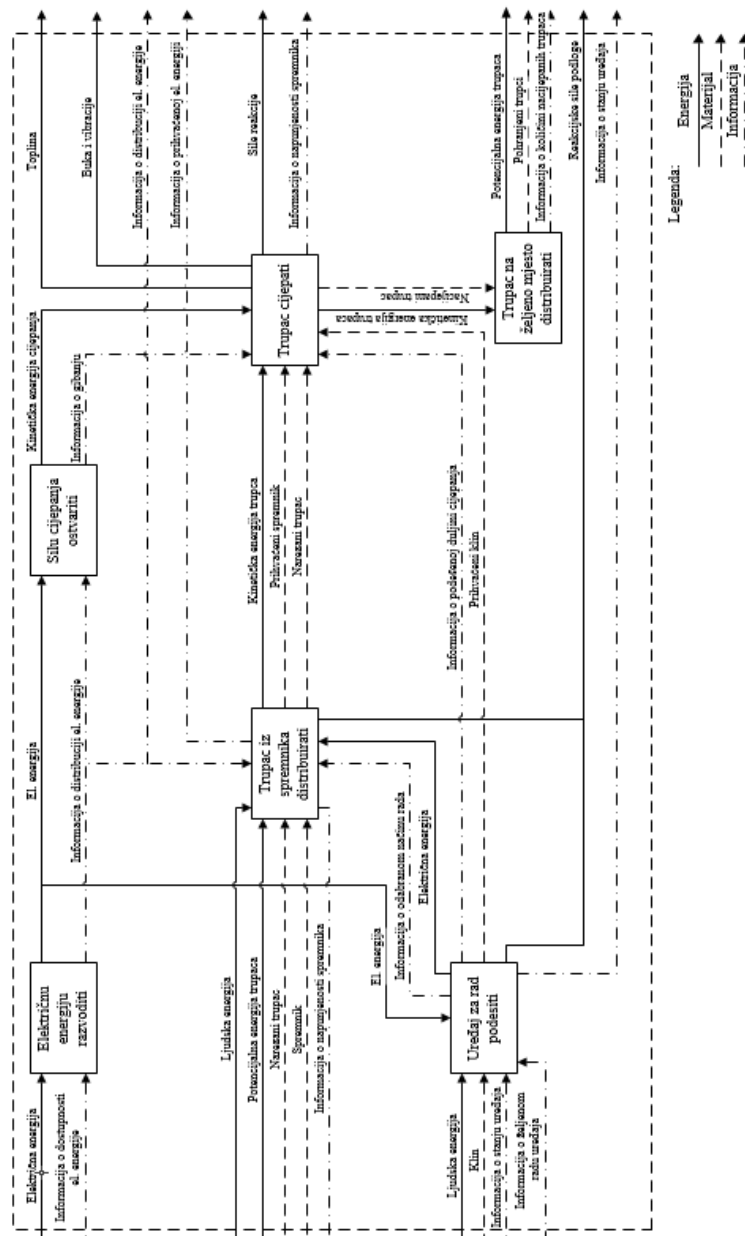 Električna energija
Informacija o dostupnosti
el. energije
Električnu
energiju
razvoditi
El. energija
Informacija o distribuciji el. energije
Silu cijepanja
ostvariti
Kinetička energija cijepanja
Informacija o gibanju
Toplina
Buka i vibracije
Informacija o distribuciji el. energije
Informacija o prihvaćenoj el. energiji
Ljudska energija
Potencijalna energija trupaca
Narezani trupac
Spremnik
Informacija o napunjenosti spremnika
Trupac iz
spremnika
distribuirati
Kinetička energija trupca
Prihvaćeni spremnik
Narezani trupac
Trupac cijepati
Sile reakcije
Informacija o napunjenosti spremnika
Nacijepani trupac
Kinetička energija trupaca
El. energija
Informacija o odabranom načinu rada
Električna energija
Ljudska energija
Klin
Informacija o stanju uređaja
Informacija o željenom
radu uređaja
Uređaj za rad
podesiti
Informacija o podešenoj duljini cijepanja
Prihvaćeni klin
Trupac na
željeno mjesto
distribuirati
Potencijalna energija trupaca
Pohranjeni trupci
Informacija o količini nacijepanih trupaca
Reakcijske sile podloge
Informacija o stanju uređaja
Legenda:
Energija
Materijal
Informacija